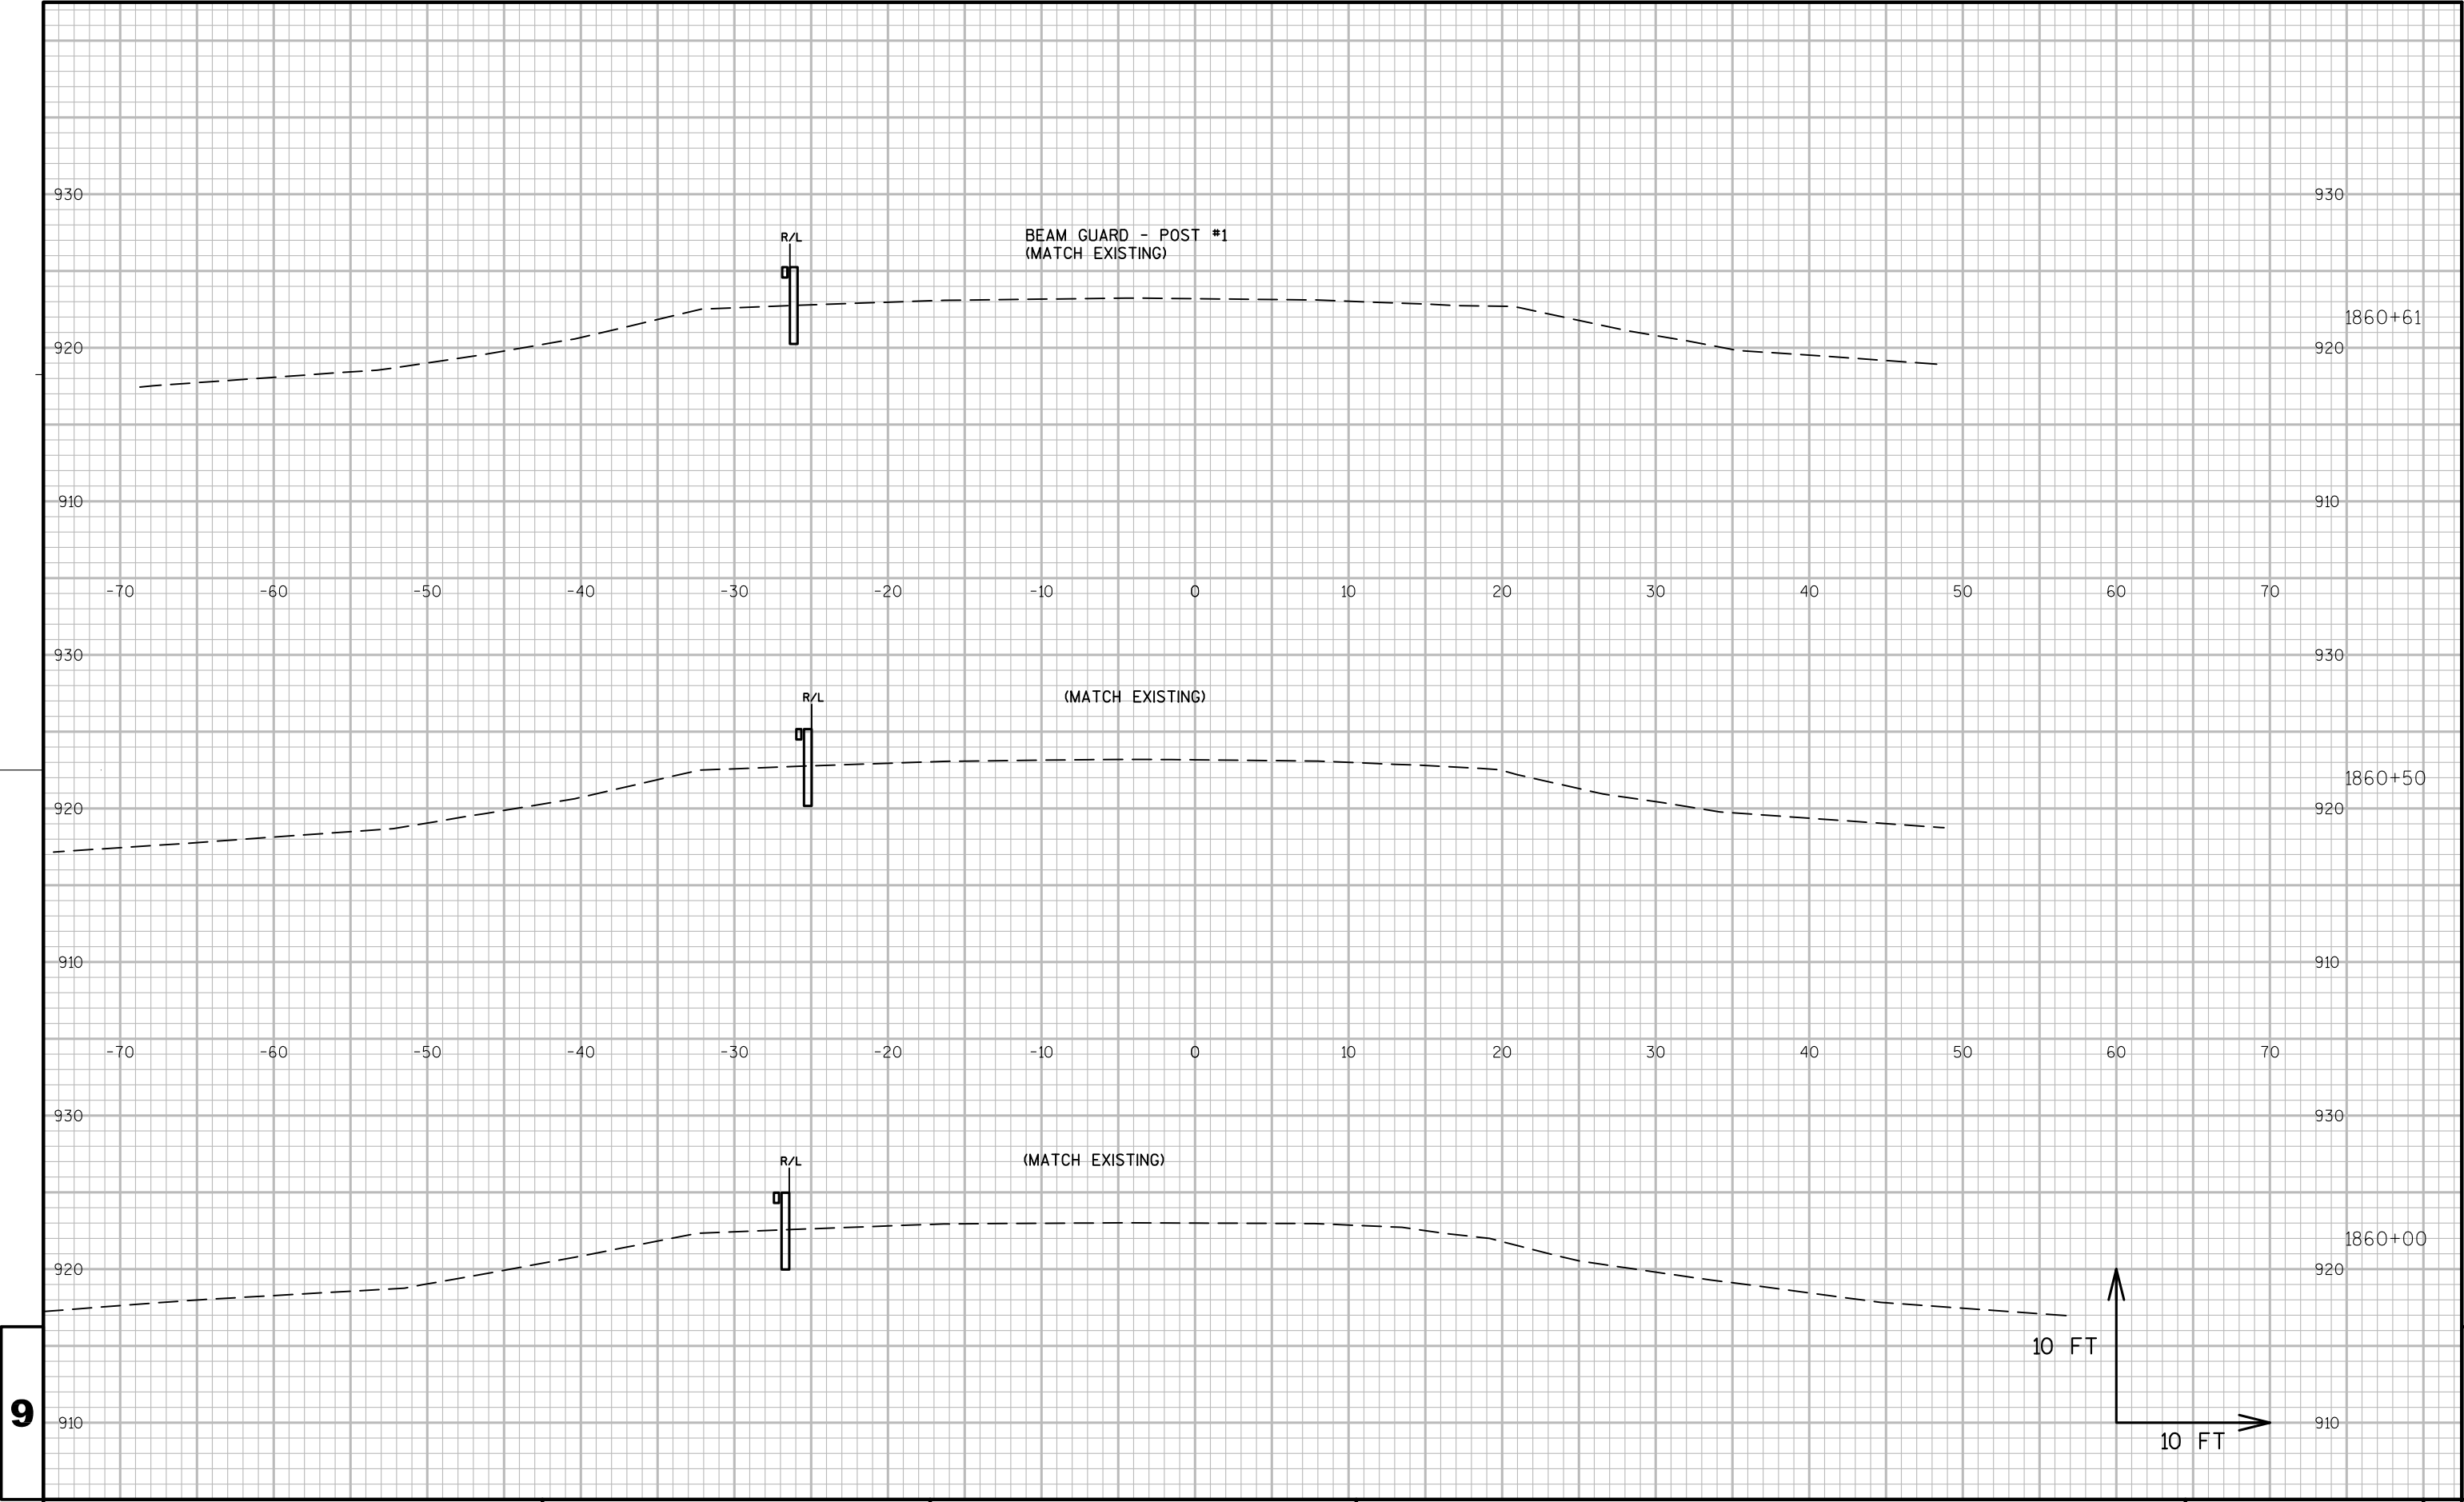 930 930
R/L
BEAM GUARD - POST #1
(MATCH EXISTING)
1860+61
920 920
910 910
-70 -60 -50 -40 -30 -20 -10 0 10 20 30 40 50 60 70
930 930
R/L
(MATCH EXISTING)
1860+50
920 920
910 910
-70 -60 -50 -40 -30 -20 -10 0 10 20 30 40 50 60 70
930 930
R/L
(MATCH EXISTING)
1860+00
920 920
10 FT
9
910 910
10 FT